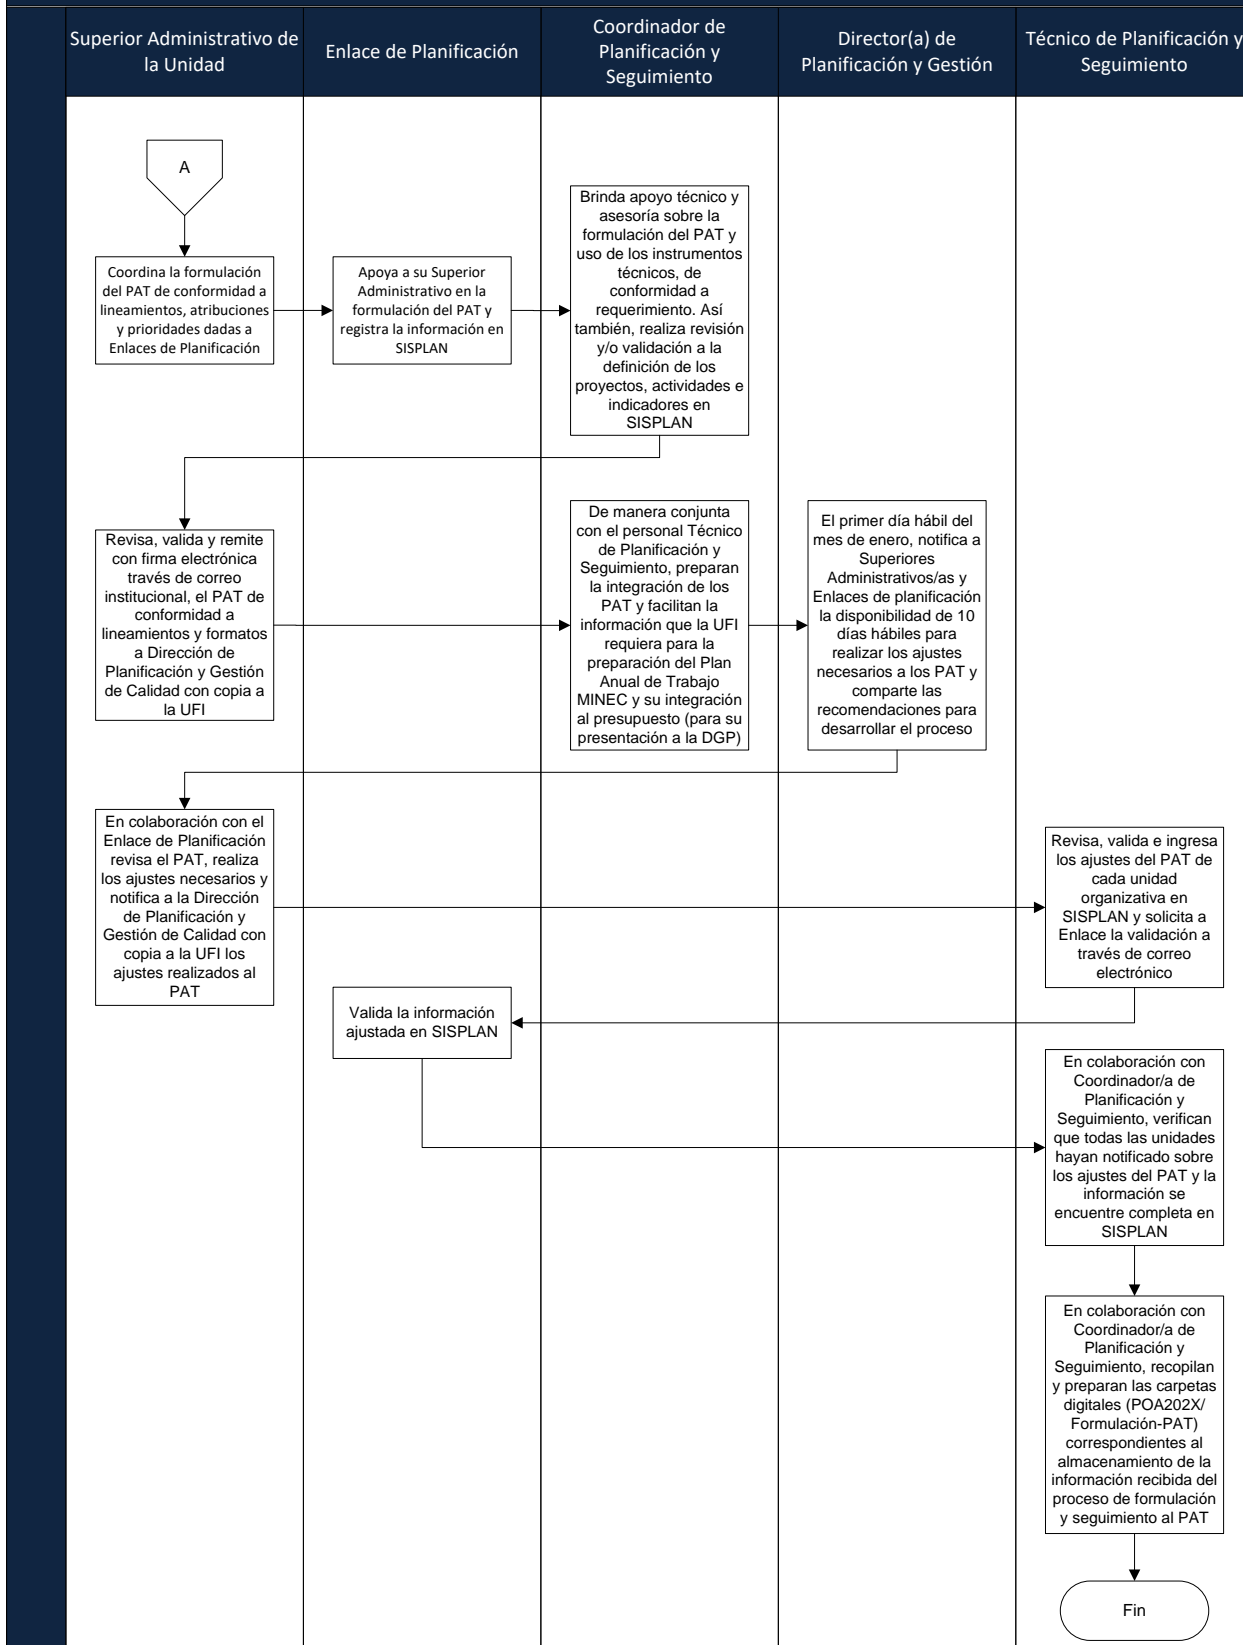 Superior Administrativo de
la Unidad
Enlace de Planificación
Coordinador de
Planificación y
Seguimiento
Director(a) de
Planificación y Gestión
Técnico de Planificación y
Seguimiento
A
Coordina la formulación
del PAT de conformidad a
lineamientos, atribuciones
y prioridades dadas a
Enlaces de Planificación
Apoya a su Superior
Administrativo en la
formulación del PAT y
registra la información en
SISPLAN
Brinda apoyo técnico y
asesoría sobre la
formulación del PAT y
uso de los instrumentos
técnicos, de
conformidad a
requerimiento. Así
también, realiza revisión
y/o validación a la
definición de los
proyectos, actividades e
indicadores en
SISPLAN
Revisa, valida y remite
con firma electrónica
través de correo
institucional, el PAT de
conformidad a
lineamientos y formatos
a Dirección de
Planificación y Gestión
de Calidad con copia a
la UFI
De manera conjunta
con el personal Técnico
de Planificación y
Seguimiento, preparan
la integración de los
PAT y facilitan la
información que la UFI
requiera para la
preparación del Plan
Anual de Trabajo
MINEC y su integración
al presupuesto (para su
presentación a la DGP)
El primer día hábil del
mes de enero, notifica a
Superiores
Administrativos/as y
Enlaces de planificación
la disponibilidad de 10
días hábiles para
realizar los ajustes
necesarios a los PAT y
comparte las
recomendaciones para
desarrollar el proceso
En colaboración con el
Enlace de Planificación
revisa el PAT, realiza
los ajustes necesarios y
notifica a la Dirección
de Planificación y
Gestión de Calidad con
copia a la UFI los
ajustes realizados al
PAT
Revisa, valida e ingresa
los ajustes del PAT de
cada unidad
organizativa en
SISPLAN y solicita a
Enlace la validación a
través de correo
electrónico
Valida la información
ajustada en SISPLAN
En colaboración con
Coordinador/a de
Planificación y
Seguimiento, verifican
que todas las unidades
hayan notificado sobre
los ajustes del PAT y la
información se
encuentre completa en
SISPLAN
En colaboración con
Coordinador/a de
Planificación y
Seguimiento, recopilan
y preparan las carpetas
digitales (POA202X/
Formulación-PAT)
correspondientes al
almacenamiento de la
información recibida del
proceso de formulación
y seguimiento al PAT
Fin